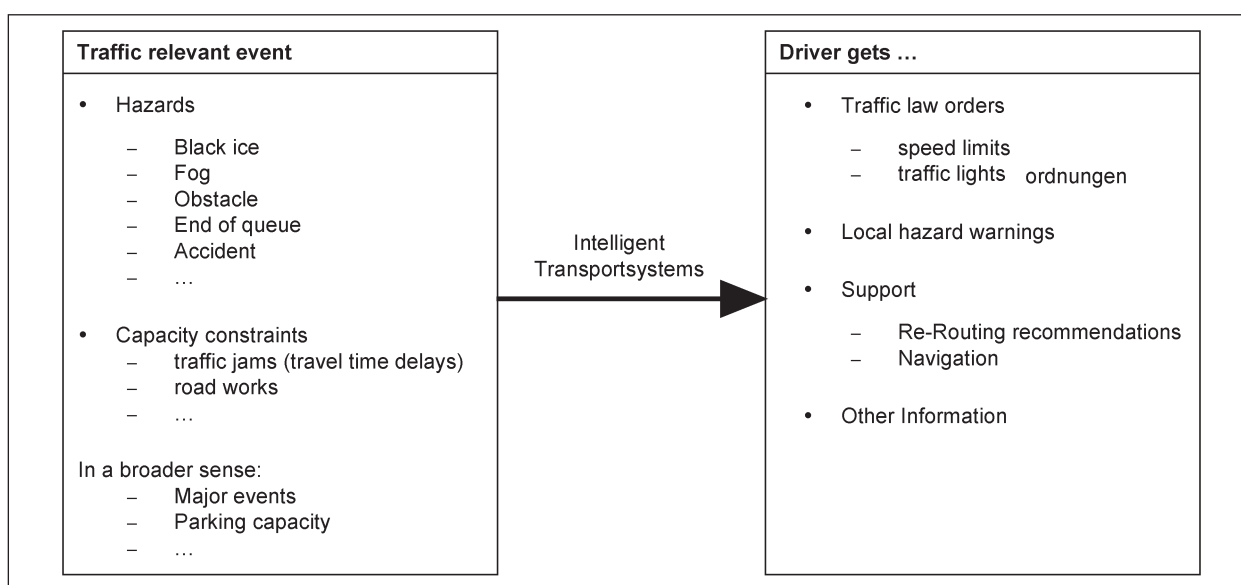 Traffic relevant event
• Hazards
– Black ice
– Fog
– Obstacle
– End of queue
– Accident
– …
• Capacity constraints
– traffic jams (travel time delays)
– road works
– …
In a broader sense:
– Major events
– Parking capacity
– …
Intelligent
Transportsystems
Driver gets …
• Traffic law orders
– speed limits
– traffic lights ordnungen
• Local hazard warnings
• Support
– Re-Routing recommendations
– Navigation
• Other Information